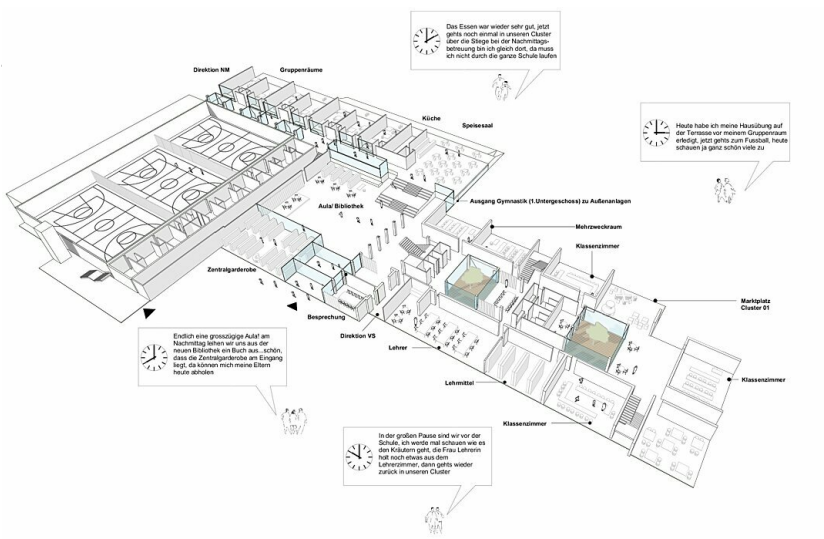 Das Essen war wieder sehr gut, jetzt
gehts noch einmal in unseren Cluster
über die Stiege bei der Nachmittags-
betreuung bin ich gleich dort, da muss
ich nicht durch die ganze Schule laufen
Direktion NM
Gruppenräume
Küche
Speisesaal
Heute habe ich meine Hausübung auf
der Terrasse vor meinem Gruppenraum
erledigt, jetzt gehts zum Fussball, heute
schauen ja ganz schön viele zu
Aula/ Bibliothek
Ausgang Gymnastik (1.Untergeschoss) zu Außenanlagen
Mehrzweckraum
Klassenzimmer
Zentralgarderobe
Marktplatz
Cluster 01
Besprechung
Direktion VS
Lehrer
Endlich eine grosszügige Aula! am
Nachmittag leihen wir uns aus der
neuen Bibliothek ein Buch aus...schön,
dass die Zentralgarderobe am Eingang
liegt, da können mich meine Eltern
heute abholen
Lehrmittel
Klassenzimmer
Klassenzimmer
In der großen Pause sind wir vor der
Schule, ich werde mal schauen wie es
den Kräutern geht, die Frau Lehrerin
holt noch etwas aus dem
Lehrerzimmer, dann gehts wieder
zurück in unseren Cluster